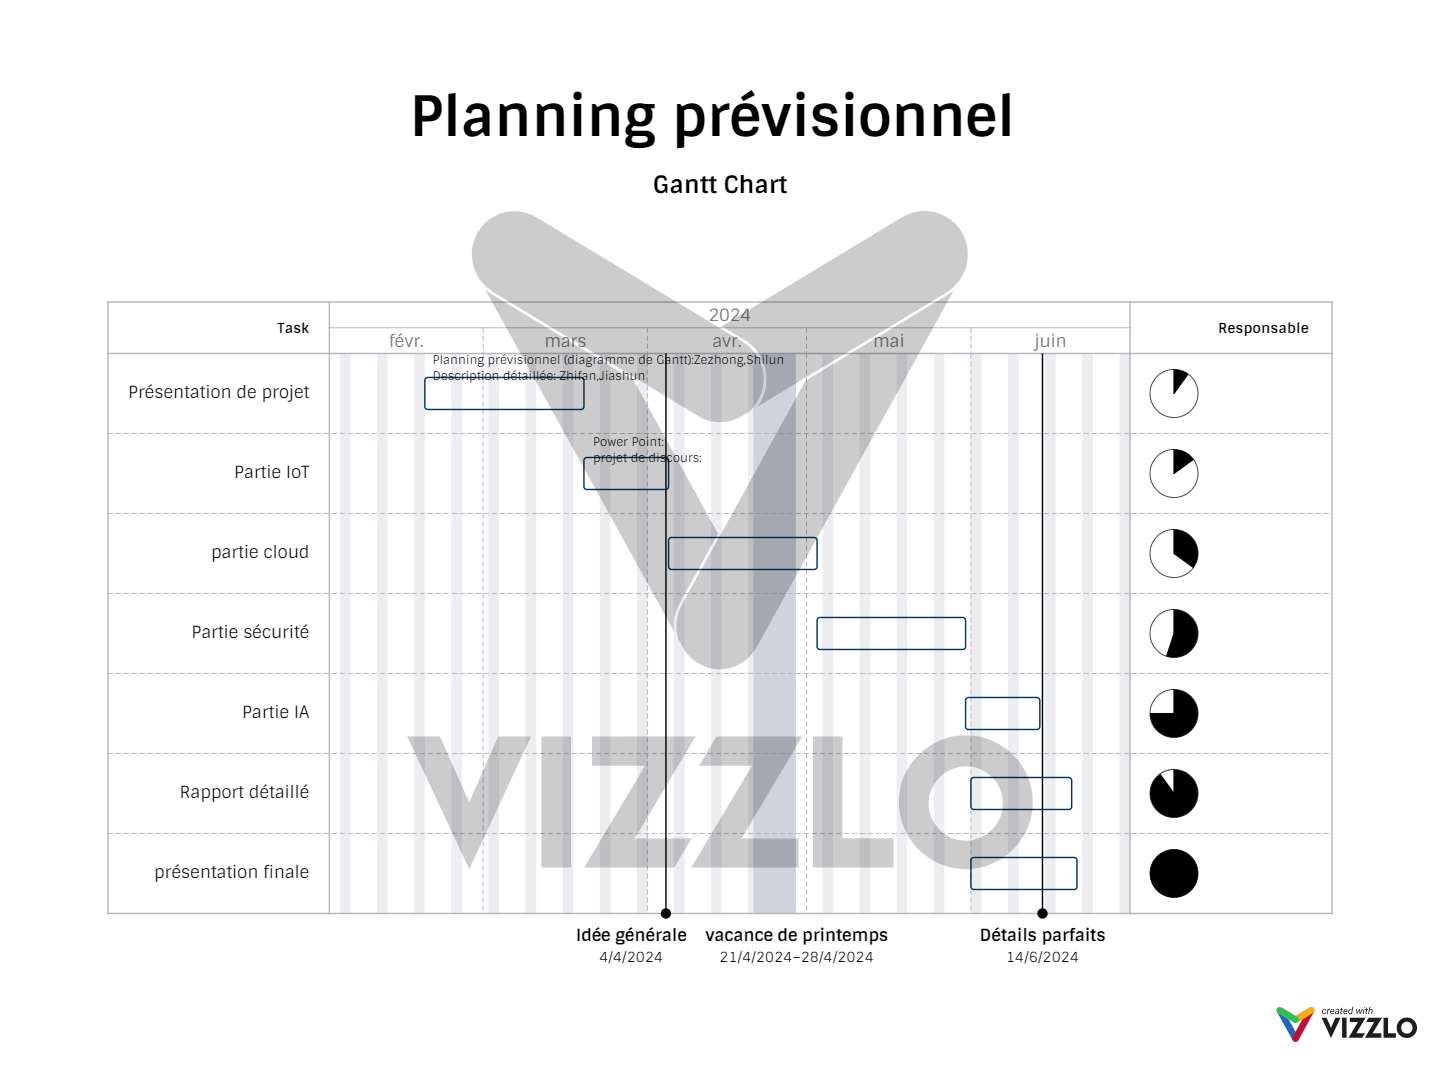 Planning prévisionnel
Gantt Chart
Task
2024
Responsable
févr.
mars
avr.
mai
juin
Planning prévisionnel (diagramme de Gantt):Zezhong,Shilun
Description détaillée: Zhifan,Jiashun
Présentation de projet
Power Point:
projet de discours:
Partie IoT
partie cloud
Partie sécurité
Partie IA
Rapport détaillé
présentation finale
VIZZLO
Idée générale
4/4/2024
vacance de printemps
21/4/2024–28/4/2024
Détails parfaits
14/6/2024
created with
VIZZLO